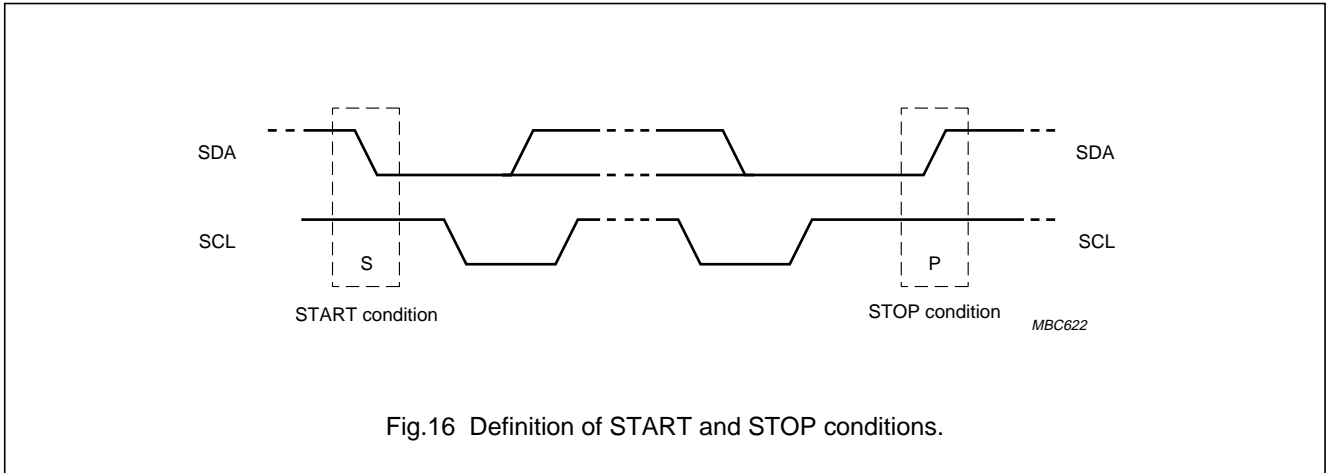 SDA
SDA
SCL
SCL
S
P
START condition
STOP condition
MBC622
Fig.16 Definition of START and STOP conditions.